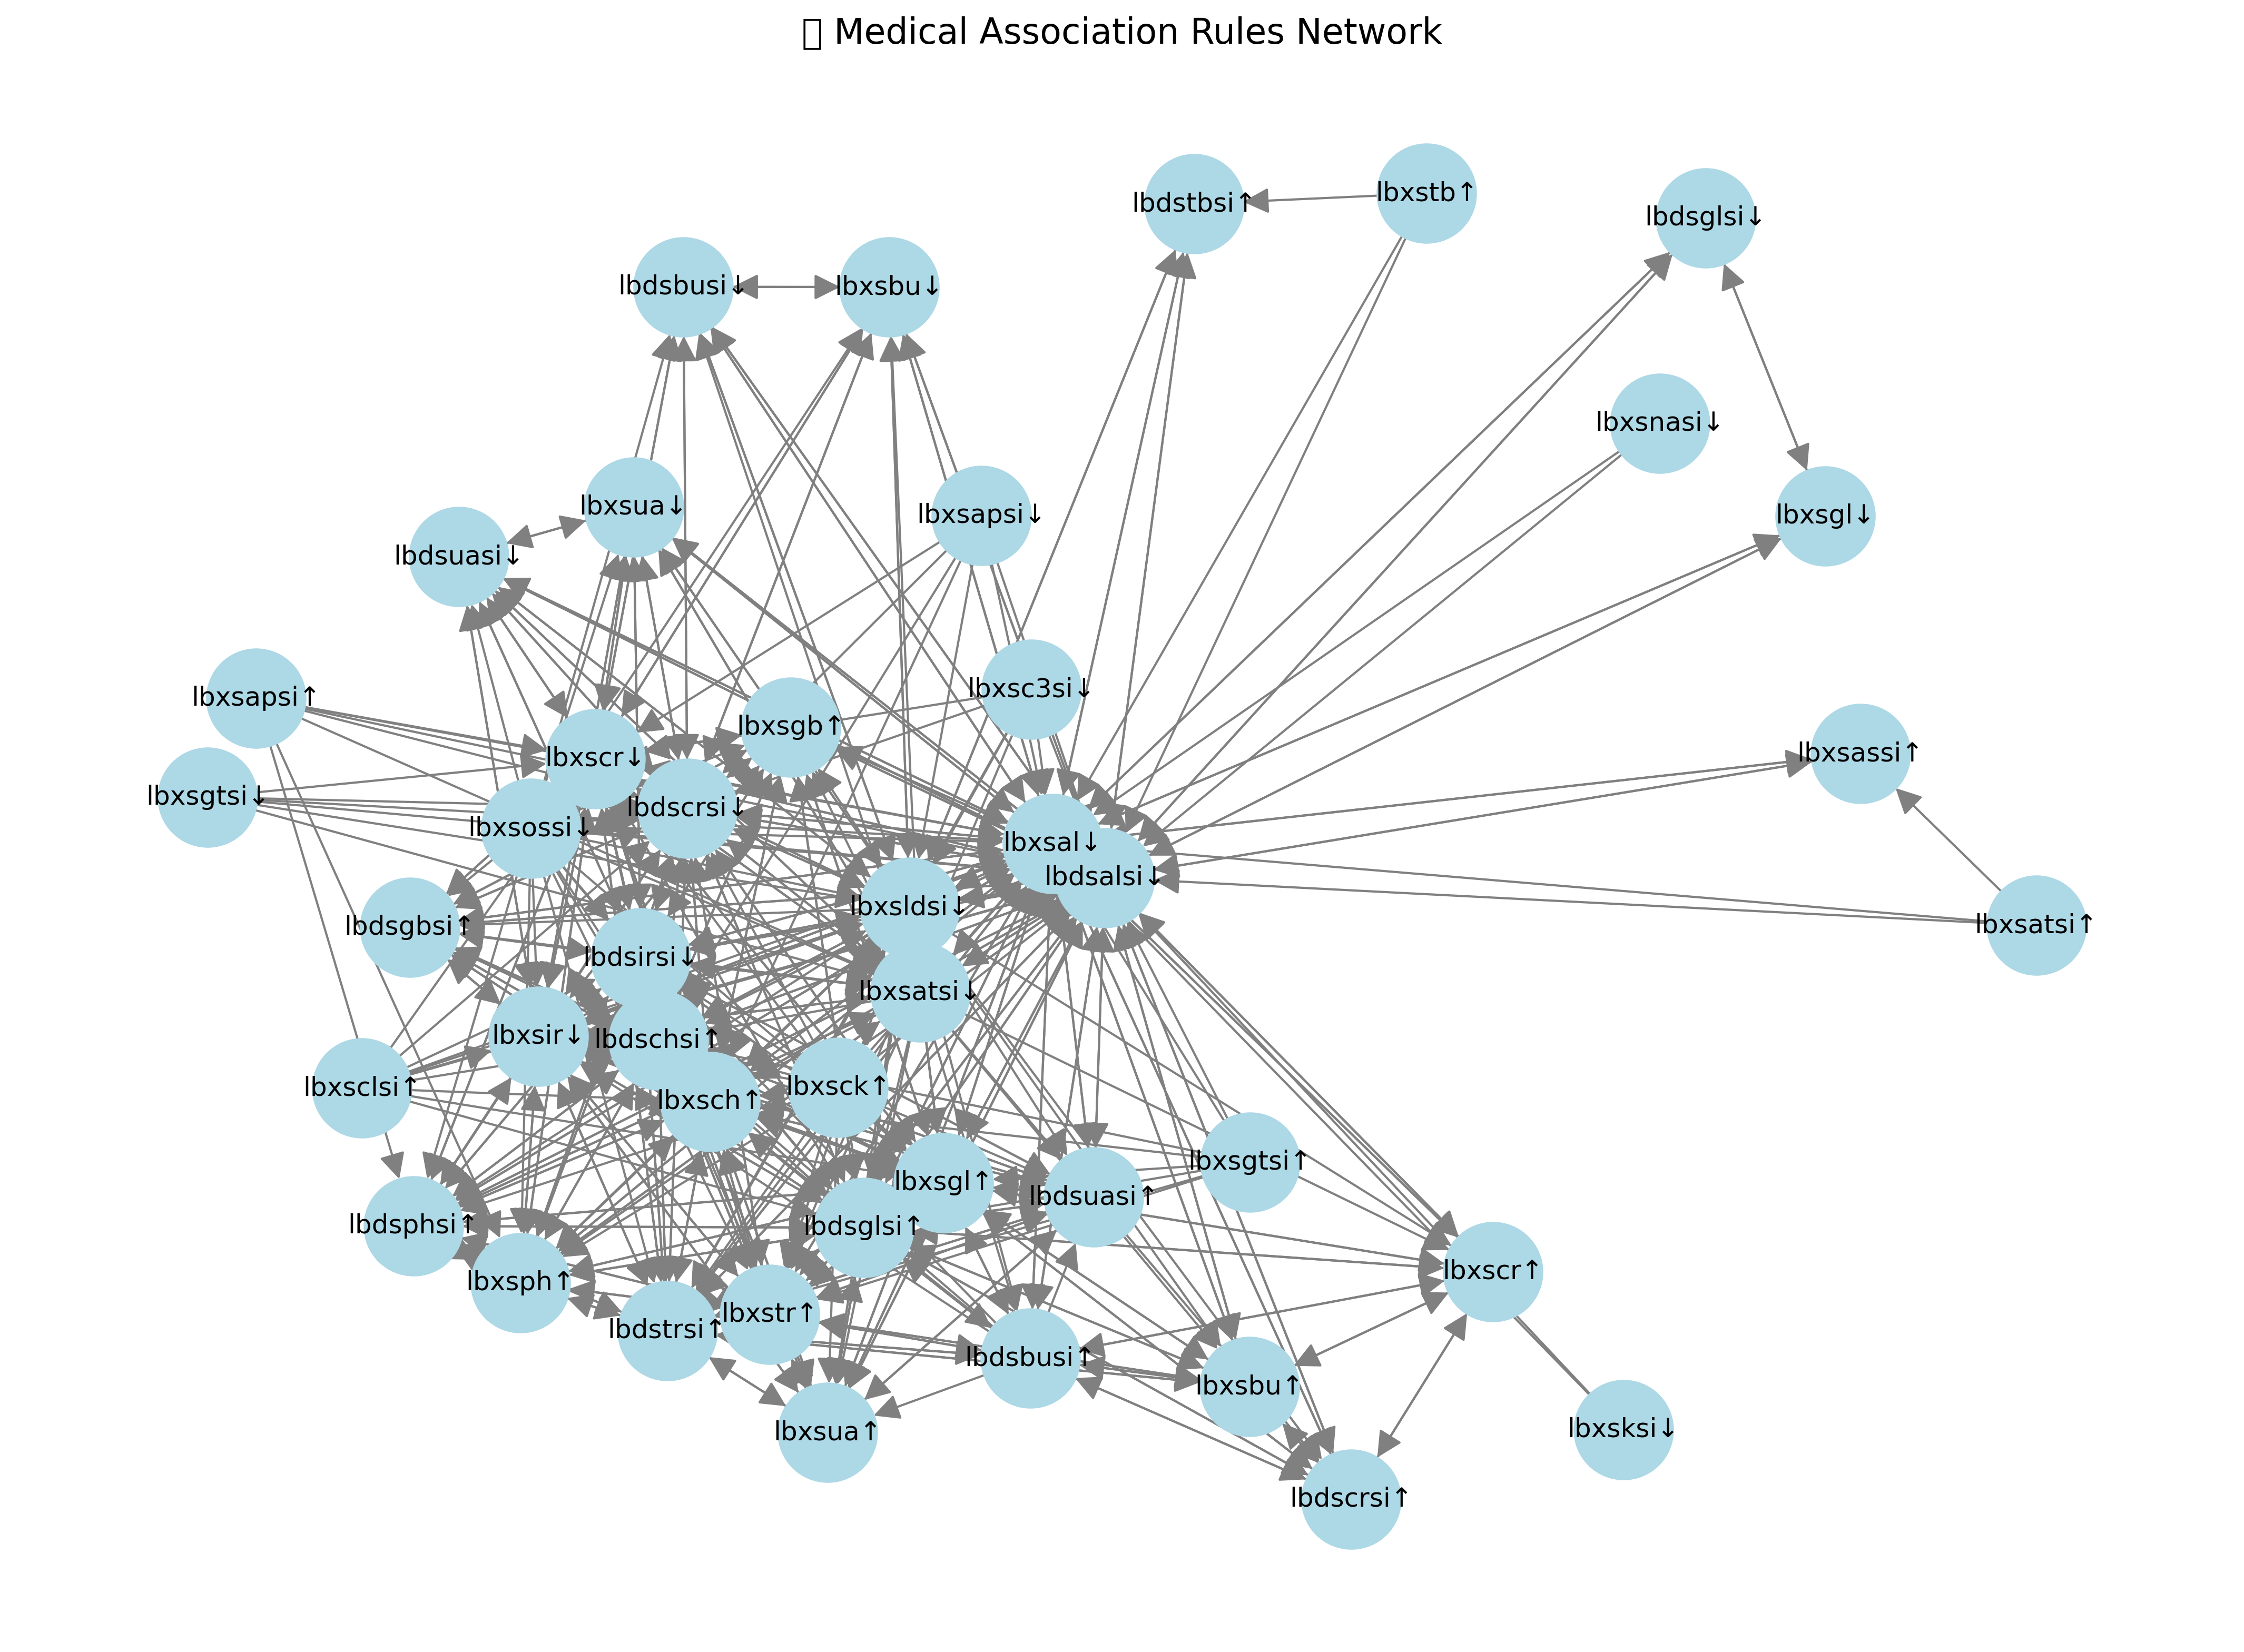 ▯ Medical Association Rules Network
lbxstb↑
lbdstbsi↑
lbdsglsi↓
lbdsbusi↓
lbxsbu↓
lbxsnasi↓
lbxsua↓
lbxsapsi↓
lbxsgl↓
lbdsuasi↓
lbxsc3si↓
lbxsapsi↑
lbxsgb↑
lbxscr↓
lbxsassi↑
lbxsgtsi↓
lbdscrsi↓
lbxsossi↓
lbxsal↓
lbdsalsi↓
lbxsldsi↓
lbdsgbsi↑
lbxsatsi↑
lbdsirsi↓
lbxsatsi↓
lbxsir↓
lbdschsi↑
lbxsclsi↑
lbxsck↑
lbxsch↑
lbxsgtsi↑
lbxsgl↑
lbdsuasi↑
lbdsphsi↑
lbdsglsi↑
lbxscr↑
lbxsph↑
lbxstr↑
lbdstrsi↑
lbdsbusi↑
lbxsbu↑
lbxsua↑
lbxsksi↓
lbdscrsi↑